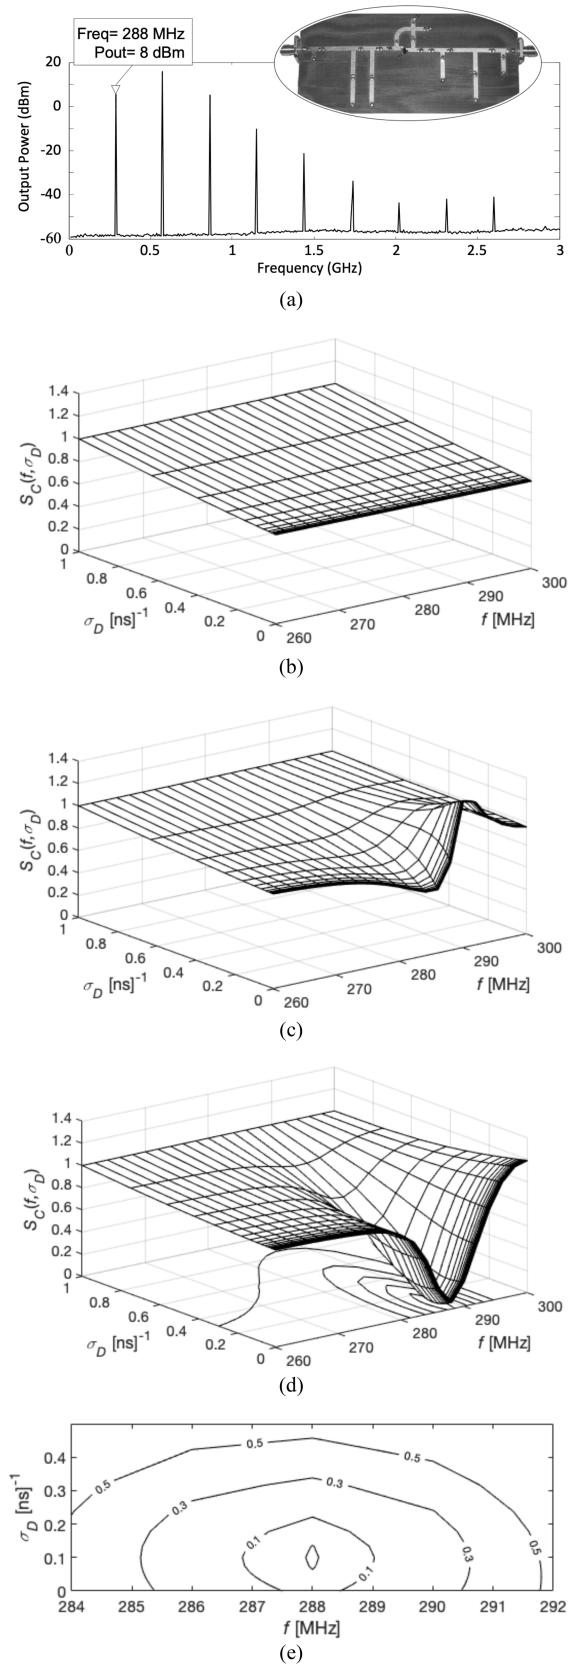 Freq= 288 MHz
Pout= 8 dBm
Output Power (dBm)
20
0
-20
-40
-60
0 0.5 1 1.5 2 2.5 3
Frequency (GHz)
(a)
S_C(f,σ_D)
1.4
1.2
1
0.8
0.6
0.4
0.2
0
1 0.8 0.6 0.4 0.2 0
σ_D [ns]^-1
260 270 280 290 300
f [MHz]
(b)
S_C(f,σ_D)
1.4
1.2
1
0.8
0.6
0.4
0.2
0
1 0.8 0.6 0.4 0.2 0
σ_D [ns]^-1
260 270 280 290 300
f [MHz]
(c)
S_C(f,σ_D)
1.4
1.2
1
0.8
0.6
0.4
0.2
0
1 0.8 0.6 0.4 0.2 0
σ_D [ns]^-1
260 270 280 290 300
f [MHz]
(d)
σ_D [ns]^-1
0.4
0.3
0.2
0.1
0
0.5 0.5 0.5 0.5
0.3 0.3 0.3
0.1 0.1
284 285 286 287 288 289 290 291 292
f [MHz]
(e)